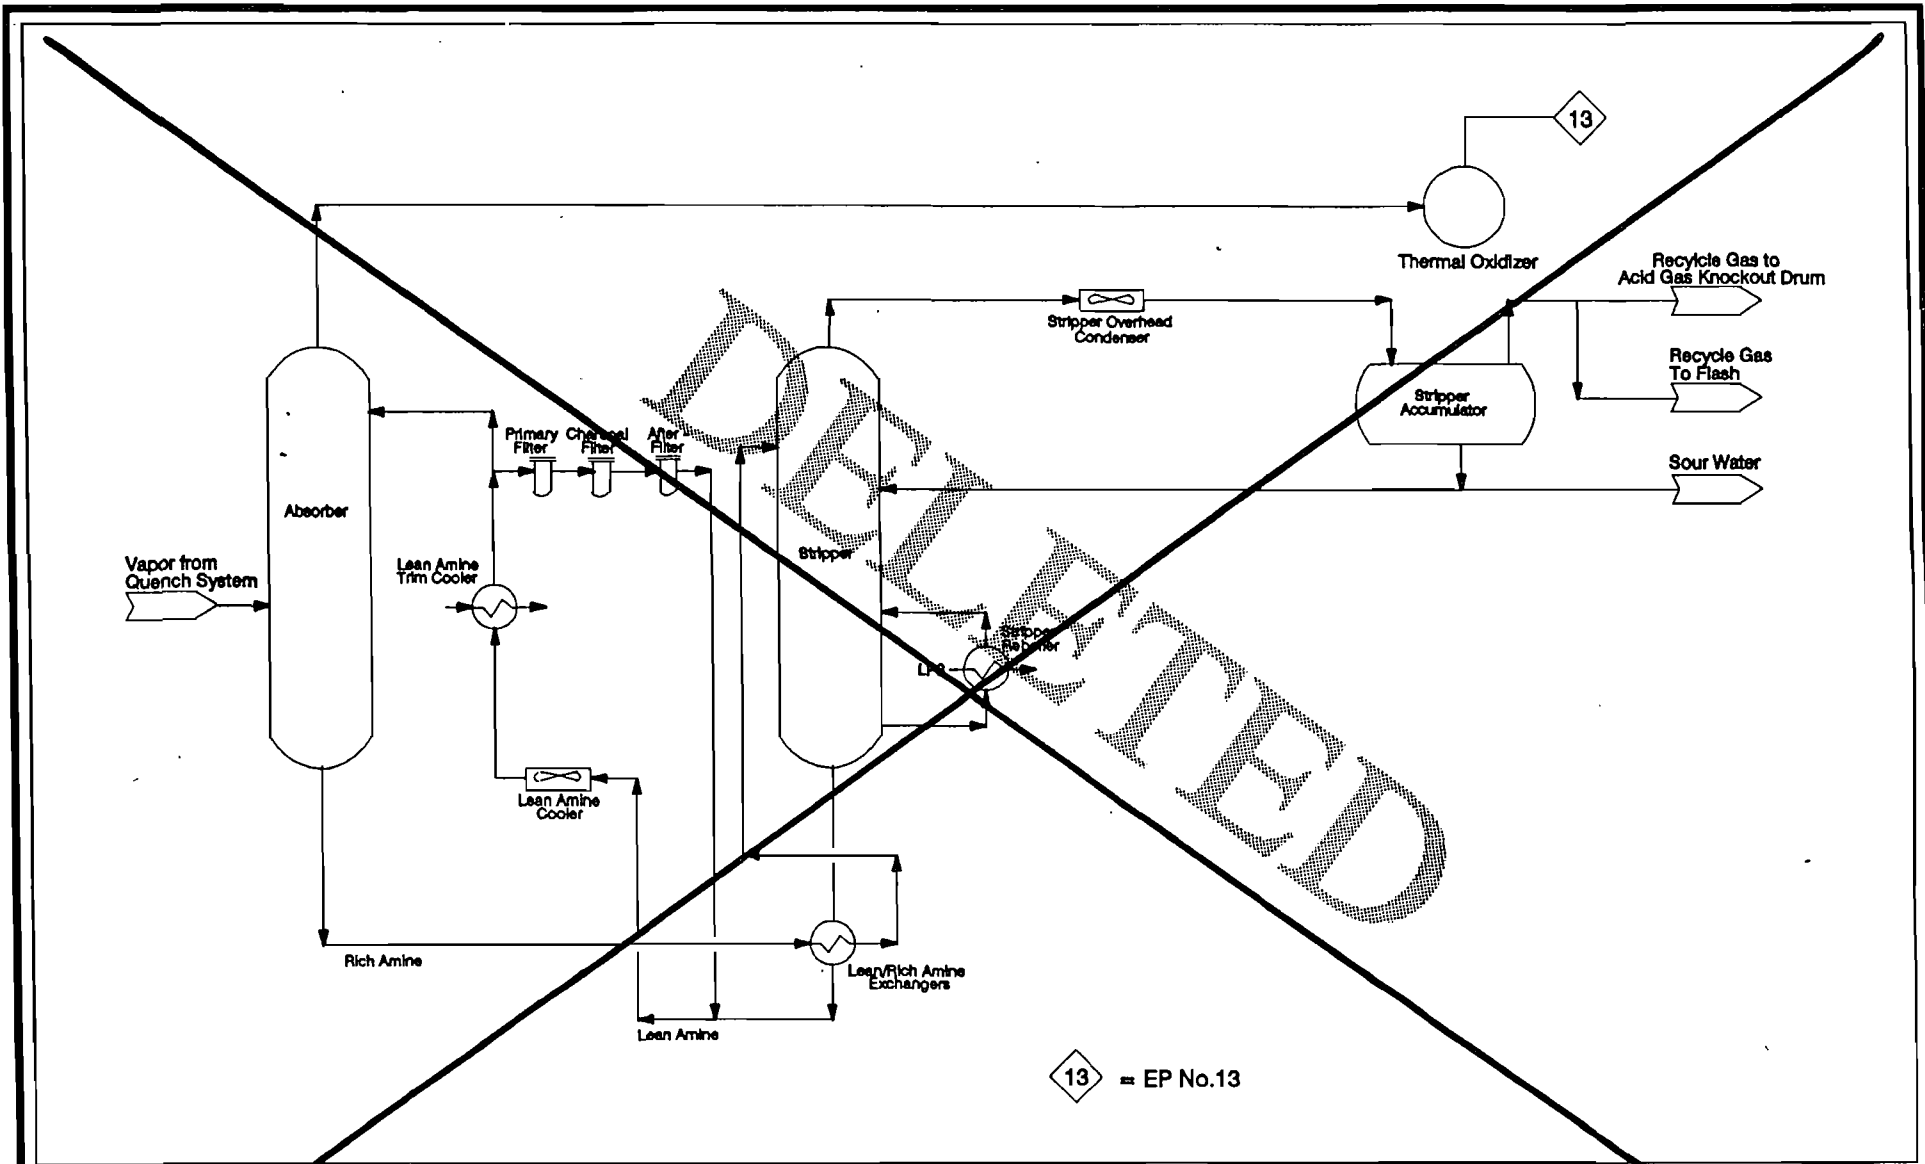 13
Thermal Oxidizer
Recylcle Gas to
Acid Gas Knockout Drum
Stripper Overhead
Condenser
Recycle Gas
To Flash
Stripper
Accumulator
Primary
Filter
Charcoal
Filter
After
Filter
Sour Water
Absorber
Stripper
Vapor from
Quench System
Lean Amine
Trim Cooler
Stripper
Reboiler
LPS
Lean Amine
Cooler
Rich Amine
Lean/Rich Amine
Exchangers
Lean Amine
13 = EP No.13
DELETED